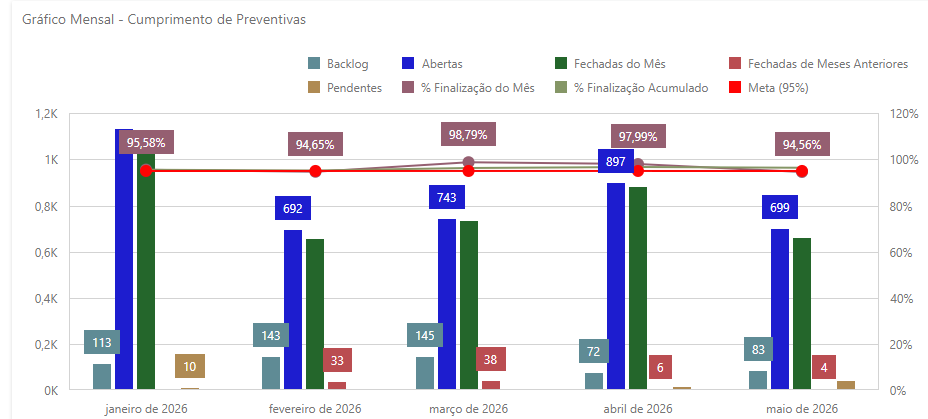 Gráfico Mensal - Cumprimento de Preventivas
Backlog Abertas Fechadas do Mês Fechadas de Meses Anteriores
Pendentes % Finalização do Mês % Finalização Acumulado Meta (95%)
1,2K 120%
95,58% 94,65% 98,79% 97,99% 94,56%
1K 897 100%
0,8K 692 743 699 80%
0,6K 60%
0,4K 40%
113 143 145 72 83
0,2K 10 33 38 6 4 20%
0K 0%
janeiro de 2026 fevereiro de 2026 março de 2026 abril de 2026 maio de 2026